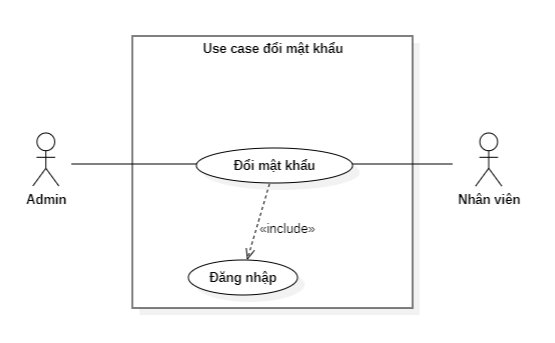 Use case đổi mật khẩu
Đổi mật khẩu
Admin
Nhân viên
«include»
Đăng nhập